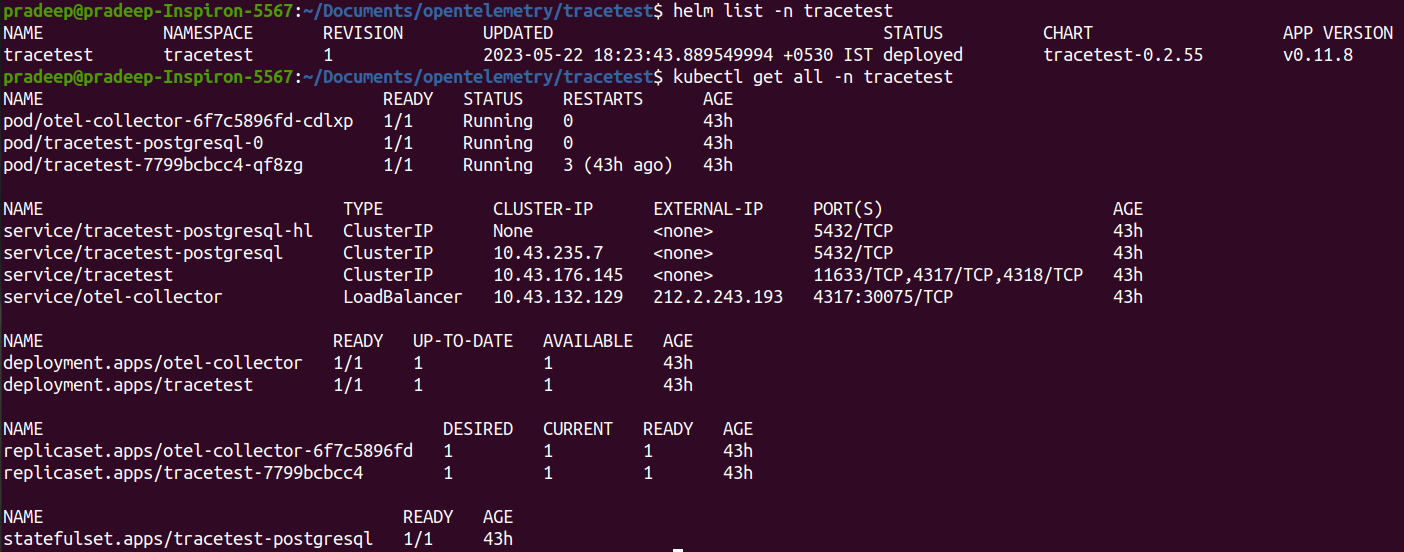 pradeep@pradeep-Inspiron-5567:~/Documents/opentelemetry/tracetest$ helm list -n tracetest
NAME NAMESPACE REVISION UPDATED STATUS CHART APP VERSION
tracetest tracetest 1 2023-05-22 18:23:43.889549994 +0530 IST deployed tracetest-0.2.55 v0.11.8
pradeep@pradeep-Inspiron-5567:~/Documents/opentelemetry/tracetest$ kubectl get all -n tracetest
NAME READY STATUS RESTARTS AGE
pod/otel-collector-6f7c5896fd-cdlxp 1/1 Running 0 43h
pod/tracetest-postgresql-0 1/1 Running 0 43h
pod/tracetest-7799bcbcc4-qf8zg 1/1 Running 3 (43h ago) 43h
NAME TYPE CLUSTER-IP EXTERNAL-IP PORT(S) AGE
service/tracetest-postgresql-hl ClusterIP None <none> 5432/TCP 43h
service/tracetest-postgresql ClusterIP 10.43.235.7 <none> 5432/TCP 43h
service/tracetest ClusterIP 10.43.176.145 <none> 11633/TCP,4317/TCP,4318/TCP 43h
service/otel-collector LoadBalancer 10.43.132.129 212.2.243.193 4317:30075/TCP 43h
NAME READY UP-TO-DATE AVAILABLE AGE
deployment.apps/otel-collector 1/1 1 1 43h
deployment.apps/tracetest 1/1 1 1 43h
NAME DESIRED CURRENT READY AGE
replicaset.apps/otel-collector-6f7c5896fd 1 1 1 43h
replicaset.apps/tracetest-7799bcbcc4 1 1 1 43h
NAME READY AGE
statefulset.apps/tracetest-postgresql 1/1 43h